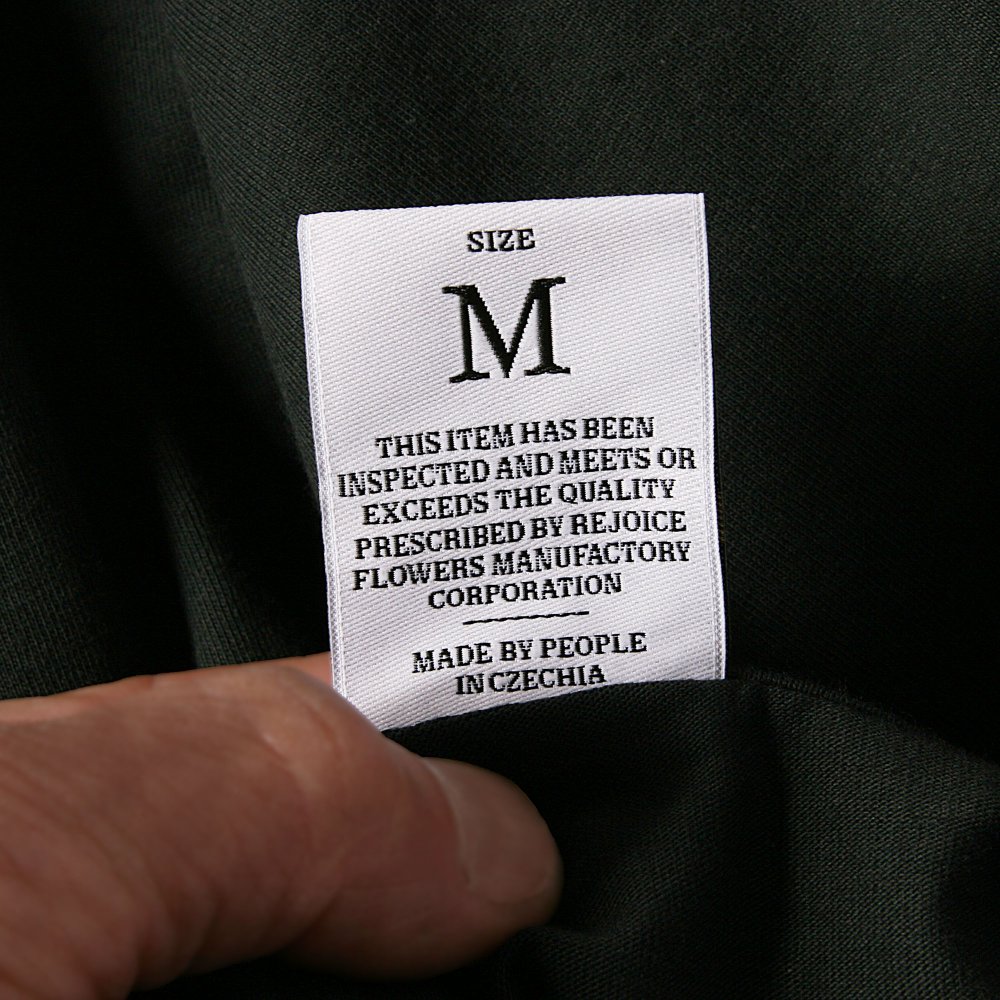 SIZE
M
THIS ITEM HAS BEEN
INSPECTED AND MEETS OR
EXCEEDS THE QUALITY
PRESCRIBED BY REJOICE
FLOWERS MANUFACTORY
CORPORATION
MADE BY PEOPLE
IN CZECHIA